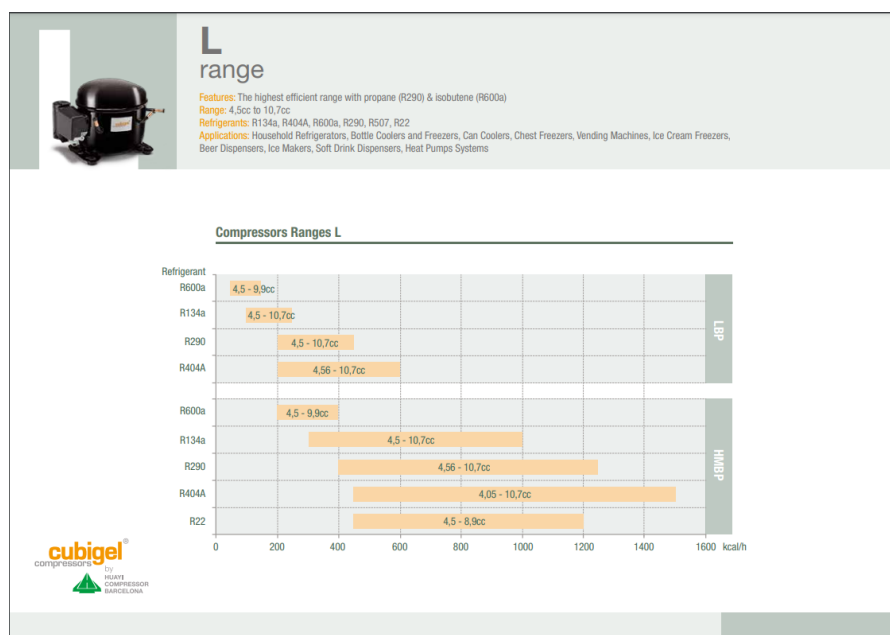 L
range
Features: The highest efficient range with propane (R290) & isobutene (R600a)
Range: 4,5cc to 10,7cc
Refrigerants: R134a, R404A, R600a, R290, R507, R22
Applications: Household Refrigerators, Bottle Coolers and Freezers, Can Coolers, Chest Freezers, Vending Machines, Ice Cream Freezers,
Beer Dispensers, Ice Makers, Soft Drink Dispensers, Heat Pumps Systems
Compressors Ranges L
Refrigerant
R600a 4,5 - 9,9cc
R134a 4,5 - 10,7cc
R290 4,5 - 10,7cc
R404A 4,56 - 10,7cc
LBP
R600a 4,5 - 9,9cc
R134a 4,5 - 10,7cc
R290 4,56 - 10,7cc
R404A 4,05 - 10,7cc
R22 4,5 - 8,9cc
HMBP
0 200 400 600 800 1000 1200 1400 1600 kcal/h
cubigel®
compressors
by
HUAYI
COMPRESSOR
BARCELONA